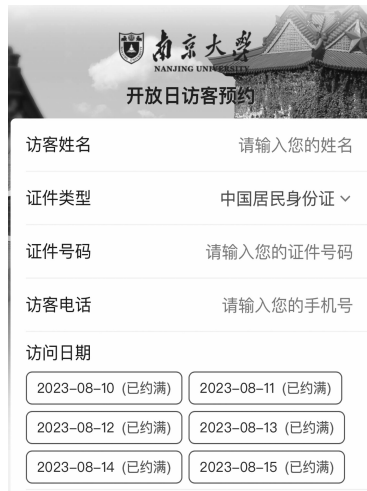 南京大學
NANJING UNIVERSITY
开放日访客预约
访客姓名 请输入您的姓名
证件类型 中国居民身份证
证件号码 请输入您的证件号码
访客电话 请输入您的手机号
访问日期
2023-08-10 (已约满) 2023-08-11 (已约满)
2023-08-12 (已约满) 2023-08-13 (已约满)
2023-08-14 (已约满) 2023-08-15 (已约满)